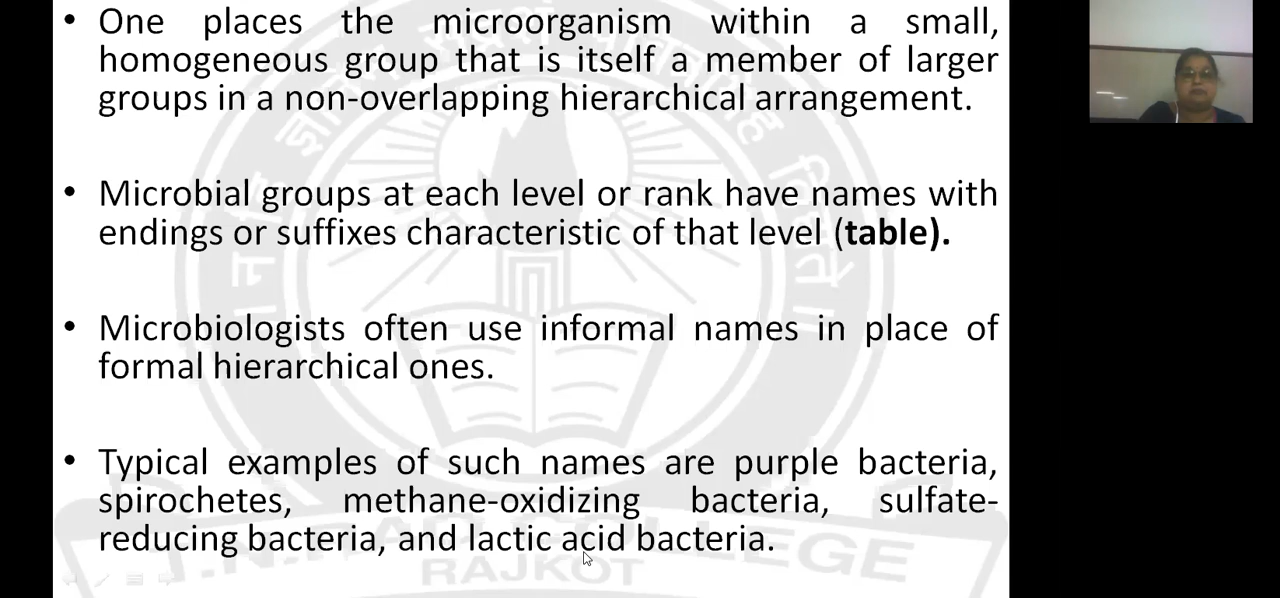 • One places the microorganism within a small,
homogeneous group that is itself a member of larger
groups in a non-overlapping hierarchical arrangement.
• Microbial groups at each level or rank have names with
endings or suffixes characteristic of that level (table).
• Microbiologists often use informal names in place of
formal hierarchical ones.
• Typical examples of such names are purple bacteria,
spirochetes, methane-oxidizing bacteria, sulfate-
reducing bacteria, and lactic acid bacteria.
RAJKOT